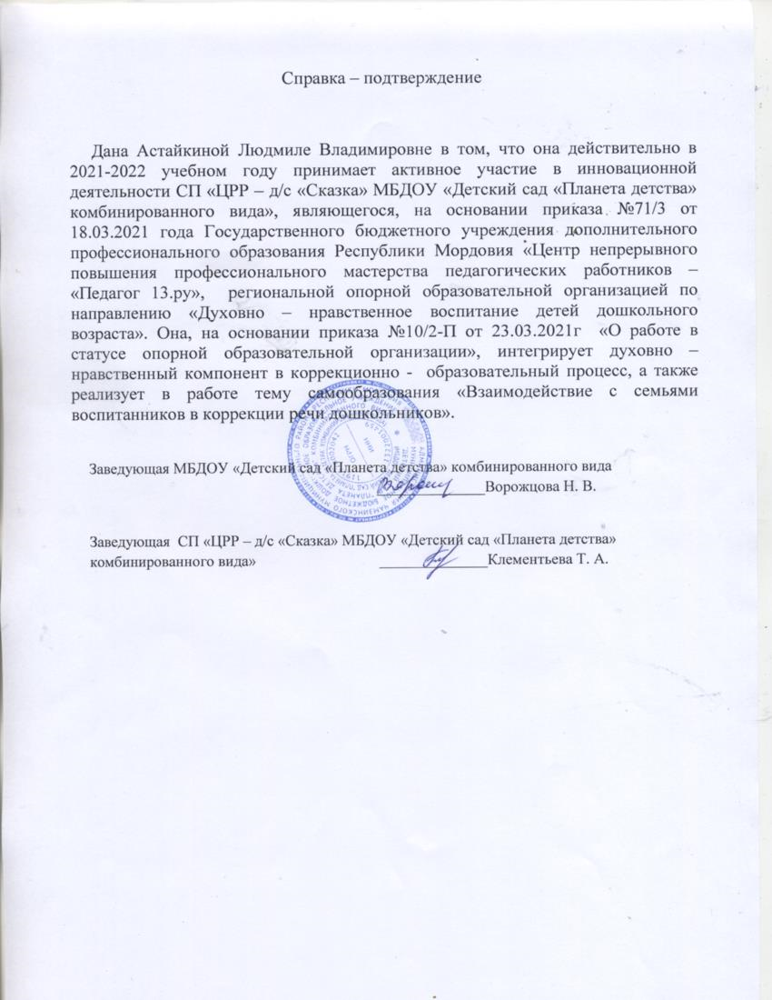 Справка – подтверждение
Дана Астайкиной Людмиле Владимировне в том, что она действительно в
2021-2022 учебном году принимает активное участие в инновационной
деятельности СП «ЦРР – д/с «Сказка» МБДОУ «Детский сад «Планета детства»
комбинированного вида», являющегося, на основании приказа №71/3 от
18.03.2021 года Государственного бюджетного учреждения дополнительного
профессионального образования Республики Мордовия «Центр непрерывного
повышения профессионального мастерства педагогических работников –
«Педагог 13.ру», региональной опорной образовательной организацией по
направлению «Духовно – нравственное воспитание детей дошкольного
возраста». Она, на основании приказа №10/2-П от 23.03.2021г «О работе в
статусе опорной образовательной организации», интегрирует духовно –
нравственный компонент в коррекционно - образовательный процесс, а также
реализует в работе тему самообразования «Взаимодействие с семьями
воспитанников в коррекции речи дошкольников».
Заведующая МБДОУ «Детский сад «Планета детства» комбинированного вида
Ворожцова Н. В.
Заведующая СП «ЦРР – д/с «Сказка» МБДОУ «Детский сад «Планета детства»
комбинированного вида» Клементьева Т. А.